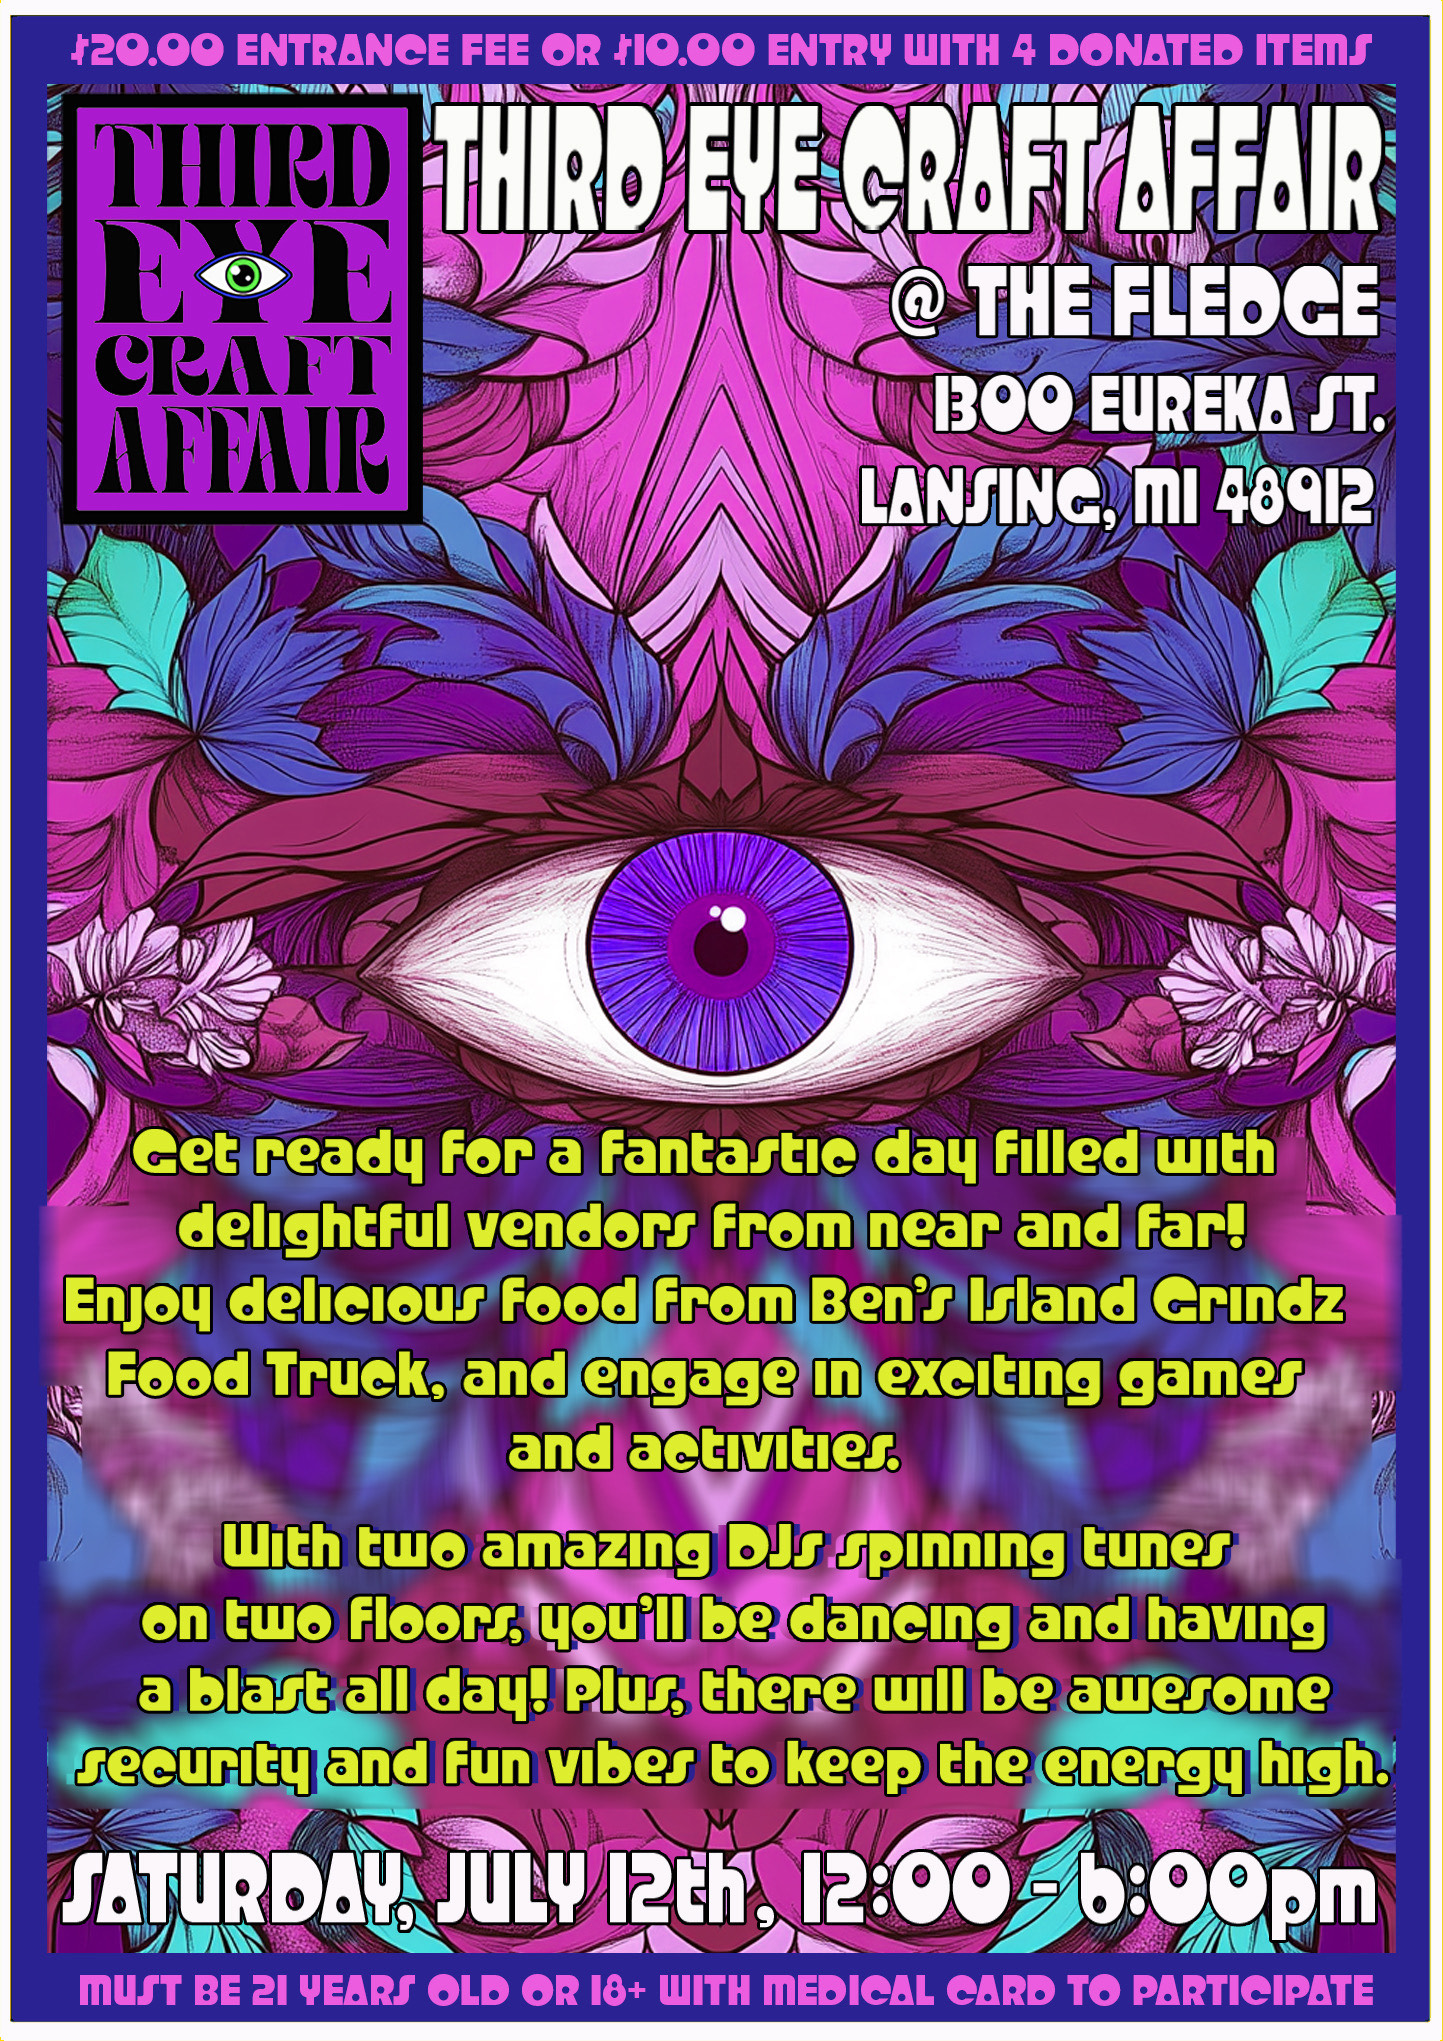 $20.00 ENTRANCE FEE OR $10.00 ENTRY WITH 4 DONATED ITEMS
THIRD
EYE
CRAFT
AFFAIR
THIRD EYE CRAFT AFFAIR
@ THE FLEDGE
1300 EUREKA ST.
LANSING, MI 48912
Get ready for a fantastic day filled with
delightful vendors from near and far!
Enjoy delicious food from Ben's Island Grindz
Food Truck, and engage in exciting games
and activities.
With two amazing DJs spinning tunes
on two floors, you'll be dancing and having
a blast all day! Plus, there will be awesome
security and fun vibes to keep the energy high.
SATURDAY, JULY 12th, 12:00 - 6:00pm
MUST BE 21 YEARS OLD OR 18+ WITH MEDICAL CARD TO PARTICIPATE